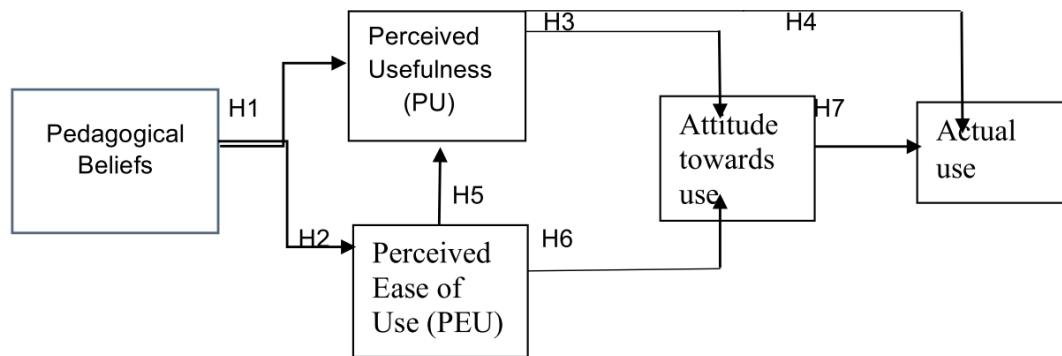 H3
H4
Perceived
Usefulness
(PU)
H1
H7
Pedagogical
Beliefs
Attitude
towards
use
Actual
use
H5
H2
H6
Perceived
Ease of
Use (PEU)